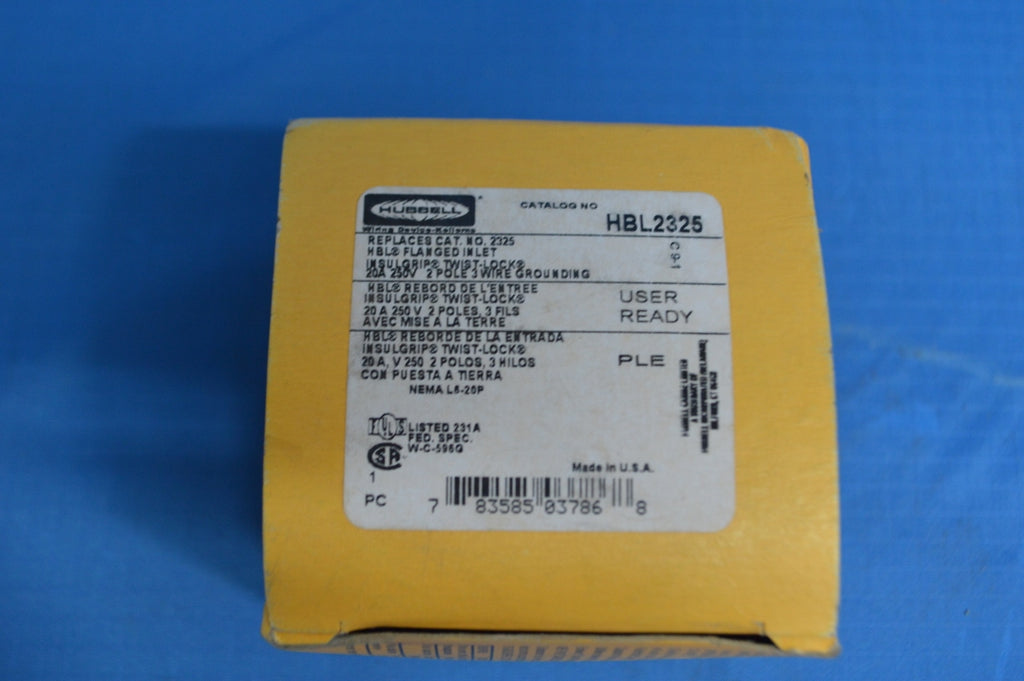 HUBBELL
Wiring Device-Kellems
CATALOG NO
HBL2325
REPLACES CAT. NO. 2325
HBL® FLANGED INLET
INSULGRIP® TWIST-LOCK®
20A 250V 2 POLE 3 WIRE GROUNDING
C 9-1
HBL® REBORD DE L'ENTREE
INSULGRIP® TWIST-LOCK®
20 A 250 V 2 POLES, 3 FILS
AVEC MISE A LA TERRE
USER
READY
HBL® REBORDE DE LA ENTRADA
INSULGRIP® TWIST-LOCK®
20 A, V 250 2 POLOS, 3 HILOS
CON PUESTA A TIERRA
PLE
NEMA L6-20P
LISTED 231A
FED. SPEC.
W-C-596G
1
PC
Made in U.S.A.
7 83585 03786 8